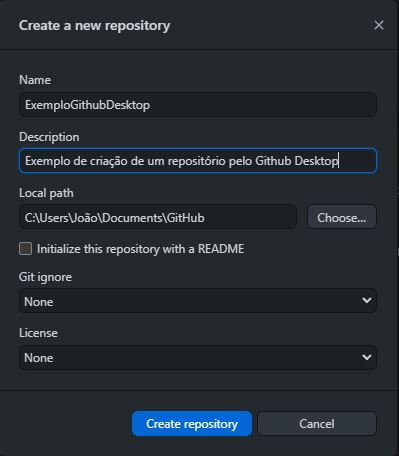 Create a new repository
Name
ExemploGithubDesktop
Description
Exemplo de criação de um repositório pelo Github Desktop
Local path
C:\Users\João\Documents\GitHub
Choose...
Initialize this repository with a README
Git ignore
None
License
None
Create repository
Cancel